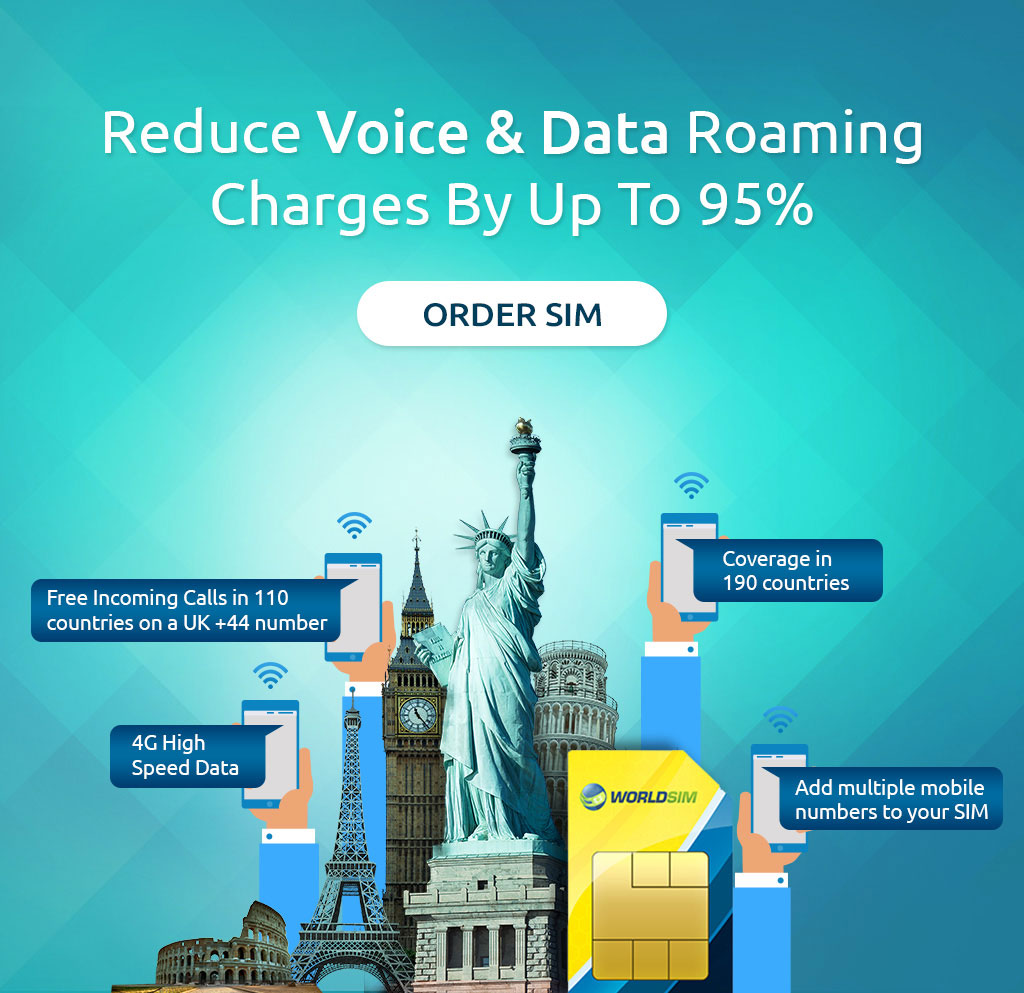 Reduce Voice & Data Roaming
Charges By Up To 95%
ORDER SIM
Coverage in
190 countries
Free Incoming Calls in 110
countries on a UK +44 number
4G High
Speed Data
Add multiple mobile
numbers to your SIM
WORLDSIM